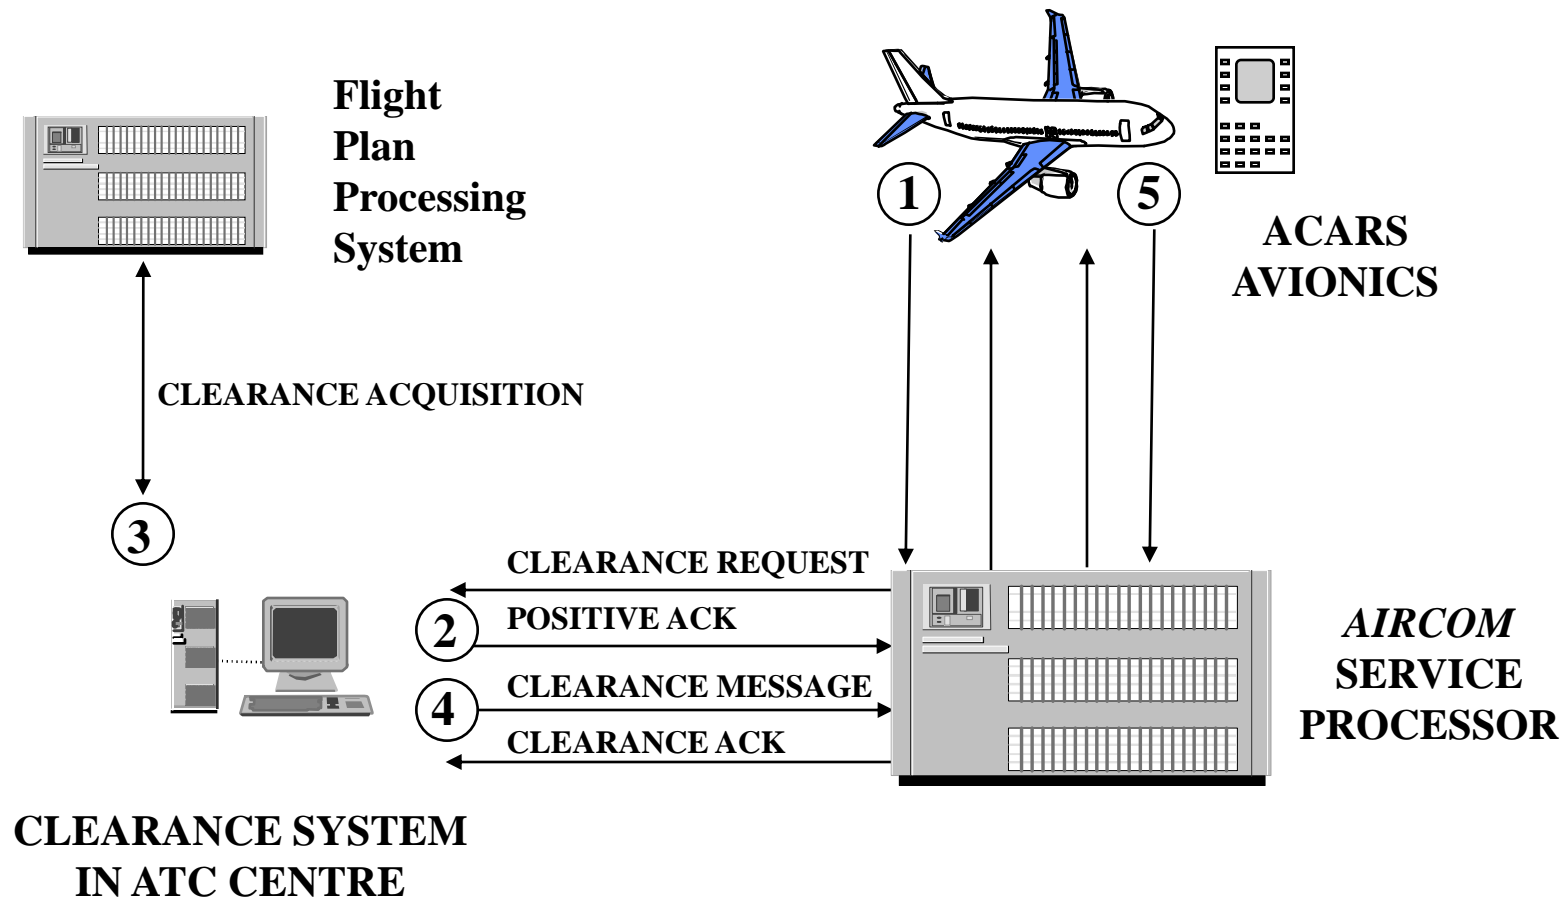 Flight
Plan
Processing
System
1
5
ACARS
AVIONICS
CLEARANCE ACQUISITION
3
CLEARANCE REQUEST
2
POSITIVE ACK
4
CLEARANCE MESSAGE
CLEARANCE ACK
AIRCOM
SERVICE
PROCESSOR
CLEARANCE SYSTEM
IN ATC CENTRE